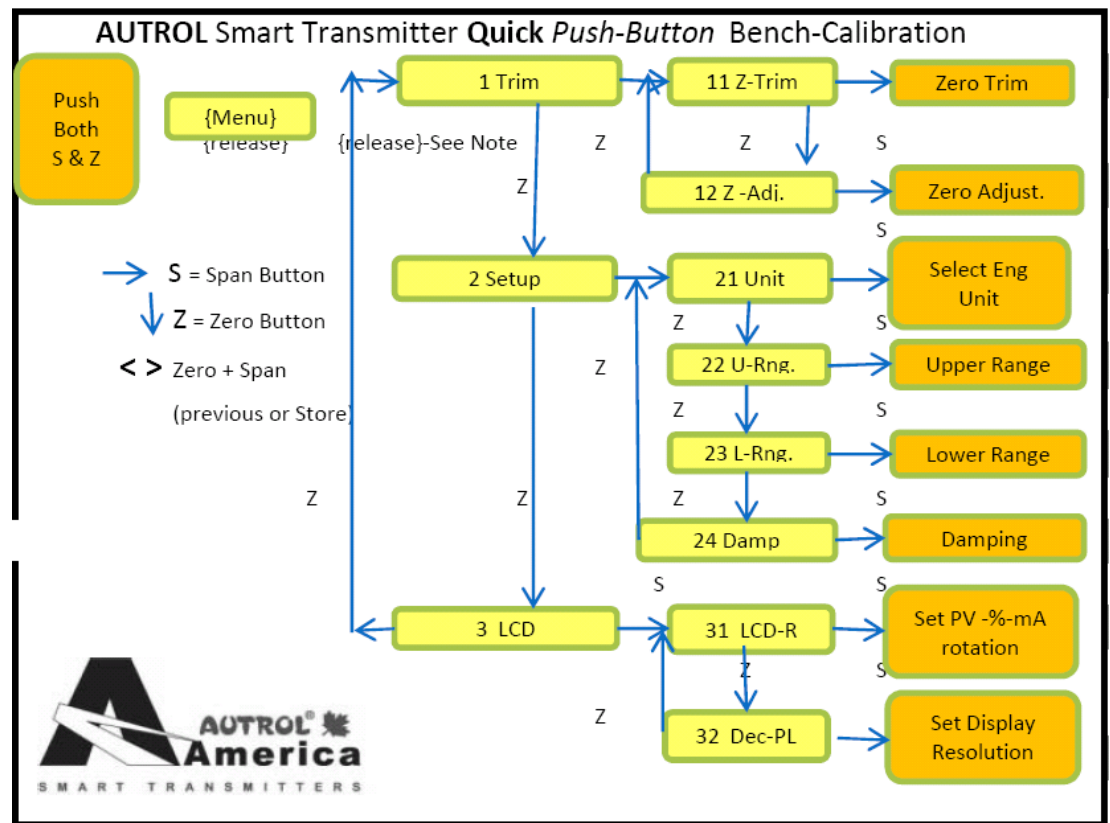 AUTROL Smart Transmitter Quick Push-Button Bench-Calibration
Push
Both
S & Z
{Menu}
{release}
{release}-See Note
1 Trim
11 Z-Trim
Zero Trim
Z
Z
S
Z
12 Z -Adj.
Zero Adjust.
S
S = Span Button
Z = Zero Button
< > Zero + Span
(previous or Store)
2 Setup
21 Unit
Select Eng
Unit
Z
S
Z
22 U-Rng.
Upper Range
Z
S
23 L-Rng.
Lower Range
Z
Z
Z
S
24 Damp
Damping
S
S
3 LCD
31 LCD-R
Set PV -%-mA
rotation
Z
S
Z
32 Dec-PL
Set Display
Resolution
AUTROL®
America
SMART TRANSMITTERS